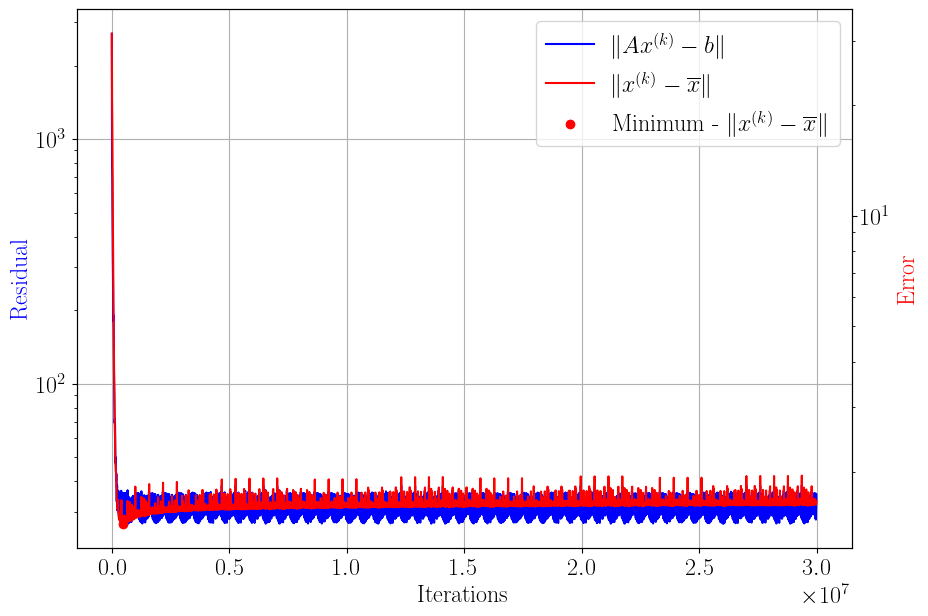 ‖Ax^{(k)} − b‖
‖x^{(k)} − x̅‖
Minimum - ‖x^{(k)} − x̅‖
10^3
10^2
Residual
10^1
Error
0.0 0.5 1.0 1.5 2.0 2.5 3.0
Iterations
×10^7